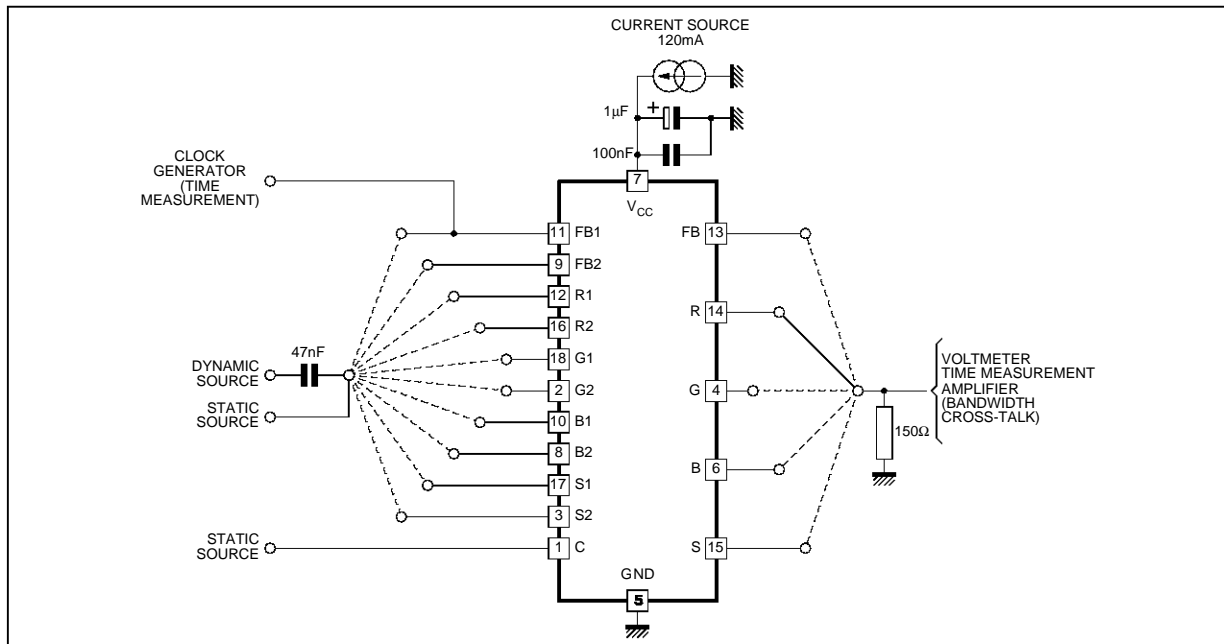 CURRENT SOURCE
120mA
1µF
+
100nF
7
VCC
CLOCK
GENERATOR
(TIME
MEASUREMENT)
11 FB1
9 FB2
12 R1
16 R2
18 G1
2 G2
10 B1
8 B2
17 S1
3 S2
1 C
47nF
DYNAMIC
SOURCE
STATIC
SOURCE
STATIC
SOURCE
FB 13
R 14
G 4
B 6
S 15
VOLTMETER
TIME MEASUREMENT
AMPLIFIER
(BANDWIDTH
CROSS-TALK)
150Ω
GND
5